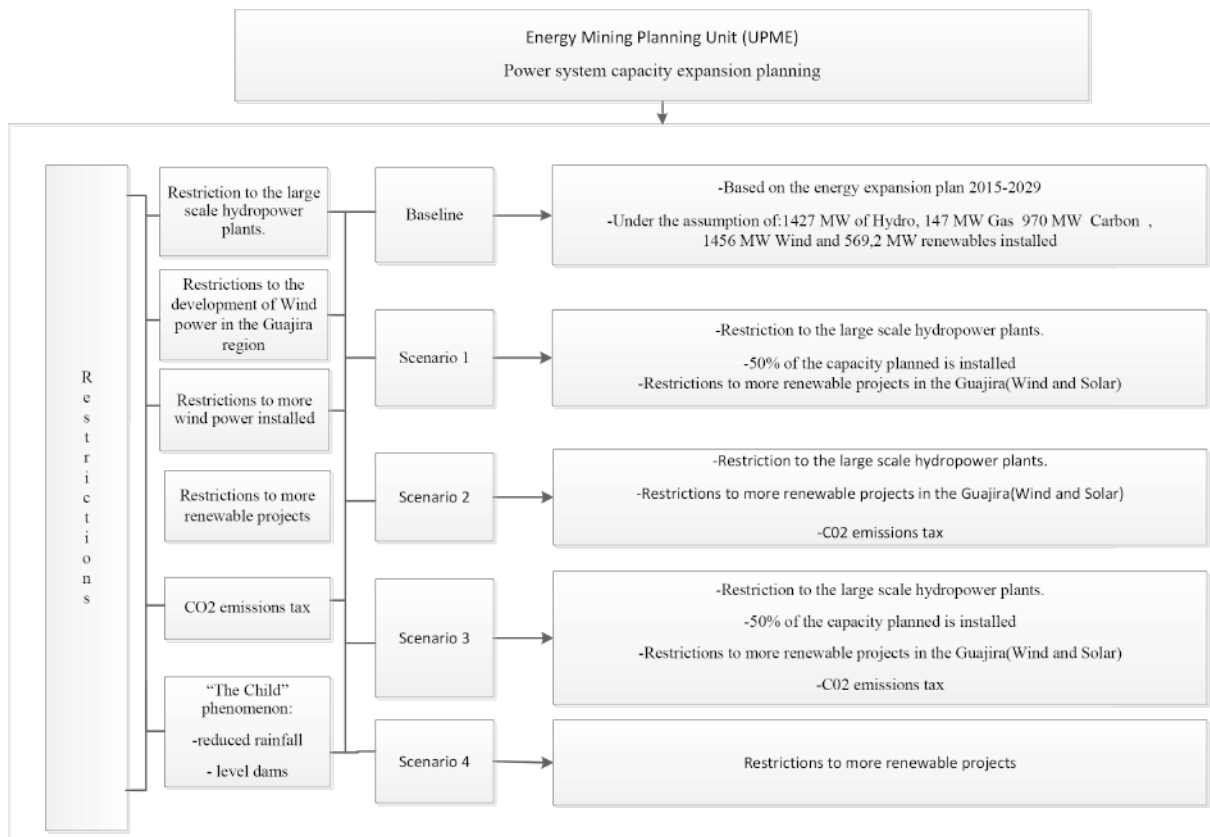 Energy Mining Planning Unit (UPME)
Power system capacity expansion planning
Restrictions
Restriction to the large
scale hydropower
plants.
Restrictions to the
development of Wind
power in the Guajira
region
Restrictions to more
wind power installed
Restrictions to more
renewable projects
CO2 emissions tax
“The Child”
phenomenon:
-reduced rainfall
- level dams
Baseline
-Based on the energy expansion plan 2015-2029
-Under the assumption of:1427 MW of Hydro, 147 MW Gas 970 MW Carbon ,
1456 MW Wind and 569,2 MW renewables installed
Scenario 1
-Restriction to the large scale hydropower plants.
-50% of the capacity planned is installed
-Restrictions to more renewable projects in the Guajira(Wind and Solar)
Scenario 2
-Restriction to the large scale hydropower plants.
-Restrictions to more renewable projects in the Guajira(Wind and Solar)
-C02 emissions tax
Scenario 3
-Restriction to the large scale hydropower plants.
-50% of the capacity planned is installed
-Restrictions to more renewable projects in the Guajira(Wind and Solar)
-C02 emissions tax
Scenario 4
Restrictions to more renewable projects